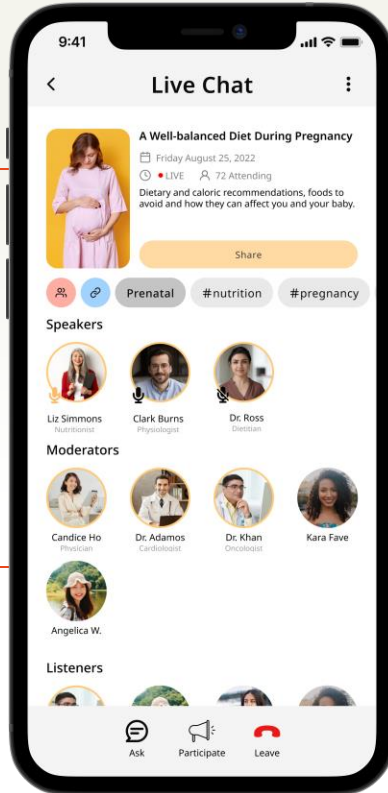 9:41
Live Chat
A Well-balanced Diet During Pregnancy
Friday August 25, 2022
LIVE 72 Attending
Dietary and caloric recommendations, foods to
avoid and how they can affect you and your baby.
Share
Prenatal #nutrition #pregnancy
Speakers
Liz Simmons Clark Burns Dr. Ross
Nutritionist Physiologist Dietitian
Moderators
Candice Ho Dr. Adamos Dr. Khan Kara Fave
Physician Cardiologist Oncologist
Angelica W.
Listeners
Ask Participate Leave